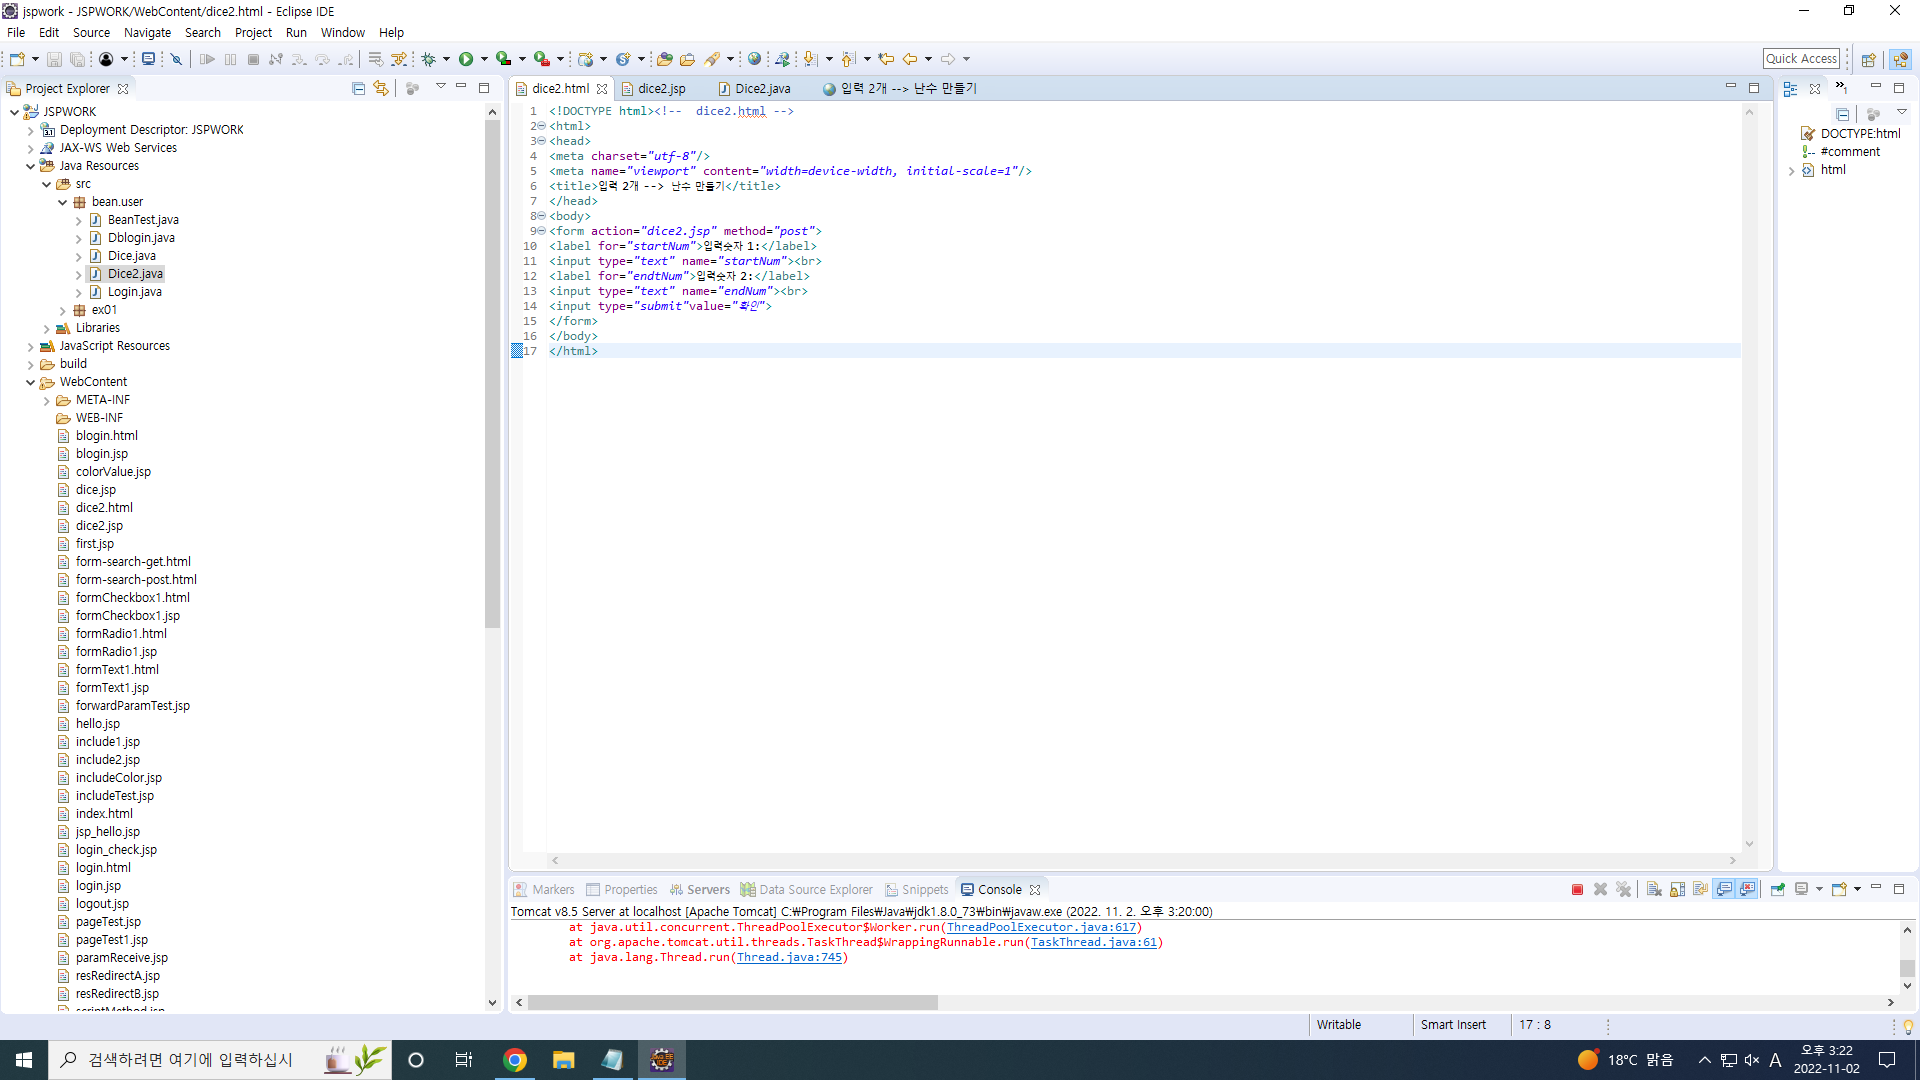 jspwork - JSPWORK/WebContent/dice2.html - Eclipse IDE
File Edit Source Navigate Search Project Run Window Help
Quick Access
Project Explorer
JSPWORK
Deployment Descriptor: JSPWORK
JAX-WS Web Services
Java Resources
src
bean.user
BeanTest.java
Dblogin.java
Dice.java
Dice2.java
Login.java
ex01
Libraries
JavaScript Resources
build
WebContent
META-INF
WEB-INF
blogin.html
blogin.jsp
colorValue.jsp
dice.jsp
dice2.html
dice2.jsp
first.jsp
form-search-get.html
form-search-post.html
formCheckbox1.html
formCheckbox1.jsp
formRadio1.html
formRadio1.jsp
formText1.html
formText1.jsp
forwardParamTest.jsp
hello.jsp
include1.jsp
include2.jsp
includeColor.jsp
includeTest.jsp
index.html
jsp_hello.jsp
login_check.jsp
login.html
login.jsp
logout.jsp
pageTest.jsp
pageTest1.jsp
paramReceive.jsp
resRedirectA.jsp
resRedirectB.jsp
scriptMethod.jsp
dice2.html dice2.jsp Dice2.java 입력 2개 --> 난수 만들기
1 <!DOCTYPE html><!--  dice2.html -->
2 <html>
3 <head>
4 <meta charset="utf-8"/>
5 <meta name="viewport" content="width=device-width, initial-scale=1"/>
6 <title>입력 2개 --> 난수 만들기</title>
7 </head>
8 <body>
9 <form action="dice2.jsp" method="post">
10 <label for="startNum">입력숫자 1:</label>
11 <input type="text" name="startNum"><br>
12 <label for="endtNum">입력숫자 2:</label>
13 <input type="text" name="endNum"><br>
14 <input type="submit"value="확인">
15 </form>
16 </body>
17 </html>
DOCTYPE:html
#comment
html
Markers Properties Servers Data Source Explorer Snippets Console
Tomcat v8.5 Server at localhost [Apache Tomcat] C:₩Program Files₩Java₩jdk1.8.0_73₩bin₩javaw.exe (2022. 11. 2. 오후 3:20:00)
at java.util.concurrent.ThreadPoolExecutor$Worker.run(ThreadPoolExecutor.java:617)
at org.apache.tomcat.util.threads.TaskThread$WrappingRunnable.run(TaskThread.java:61)
at java.lang.Thread.run(Thread.java:745)
Writable Smart Insert 17 : 8
검색하려면 여기에 입력하십시
18°C 맑음 A 오후 3:22
2022-11-02